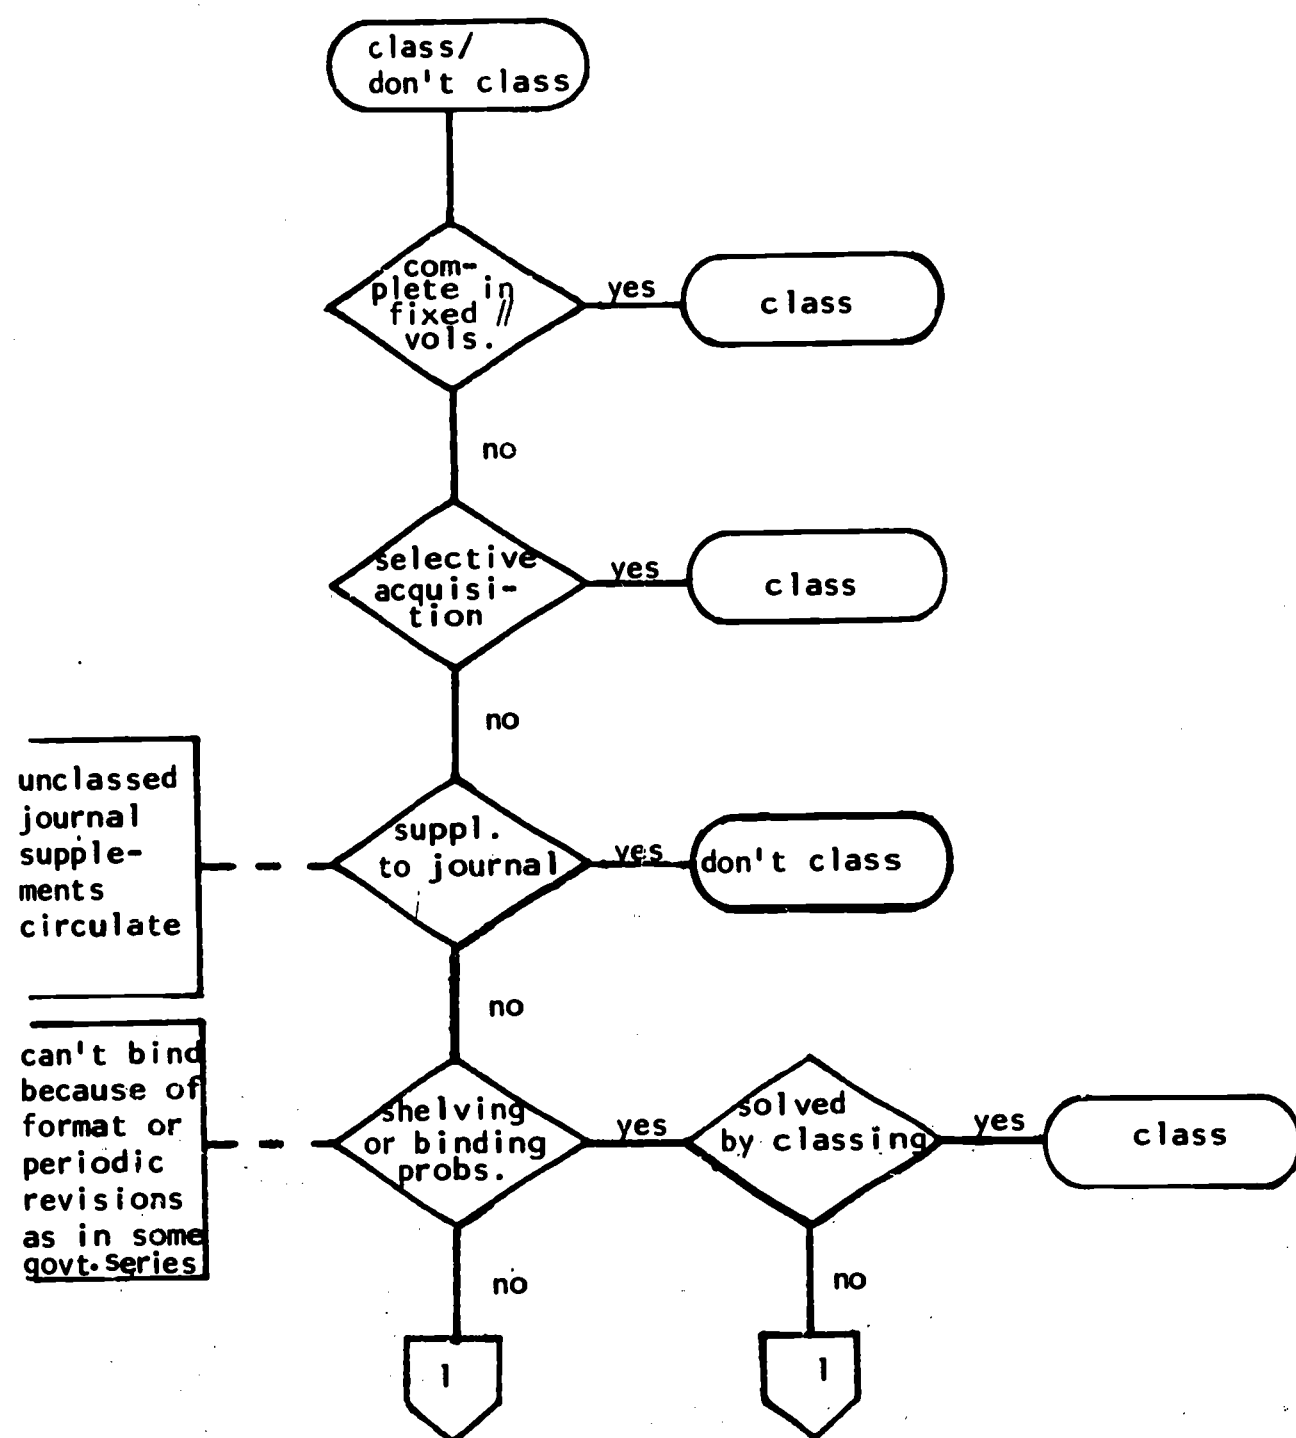 class/
don't class
com-
plete in
fixed //
vols.
yes
class
no
selective
acquisi-
tion
yes
class
no
unclassed
journal
supple-
ments
circulate
suppl.
to journal
yes
don't class
no
can't bind
because of
format or
periodic
revisions
as in some
govt. Series
shelving
or binding
probs.
yes
solved
by classing
yes
class
no
no
1
1